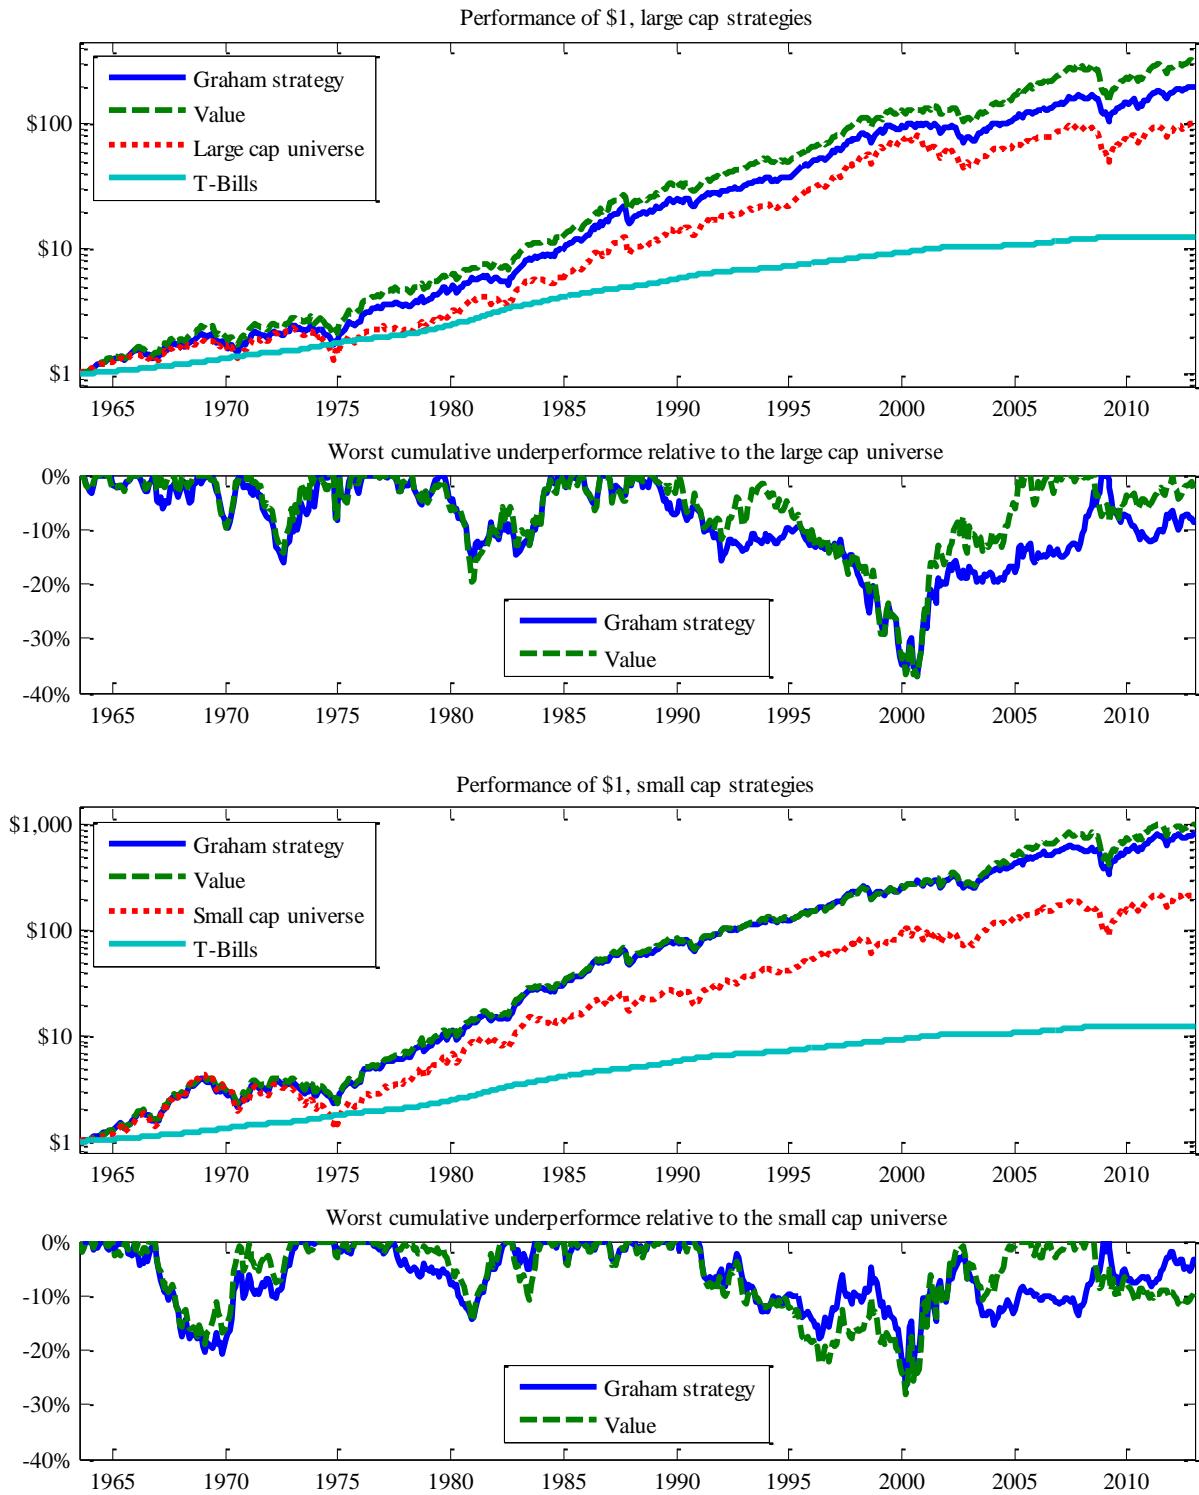 Performance of $1, large cap strategies
Graham strategy
Value
Large cap universe
T-Bills
$100
$10
$1
1965 1970 1975 1980 1985 1990 1995 2000 2005 2010
Worst cumulative underperformce relative to the large cap universe
0%
-10%
-20%
-30%
-40%
Graham strategy
Value
1965 1970 1975 1980 1985 1990 1995 2000 2005 2010
Performance of $1, small cap strategies
$1,000
$100
$10
$1
Graham strategy
Value
Small cap universe
T-Bills
1965 1970 1975 1980 1985 1990 1995 2000 2005 2010
Worst cumulative underperformce relative to the small cap universe
0%
-10%
-20%
-30%
-40%
Graham strategy
Value
1965 1970 1975 1980 1985 1990 1995 2000 2005 2010